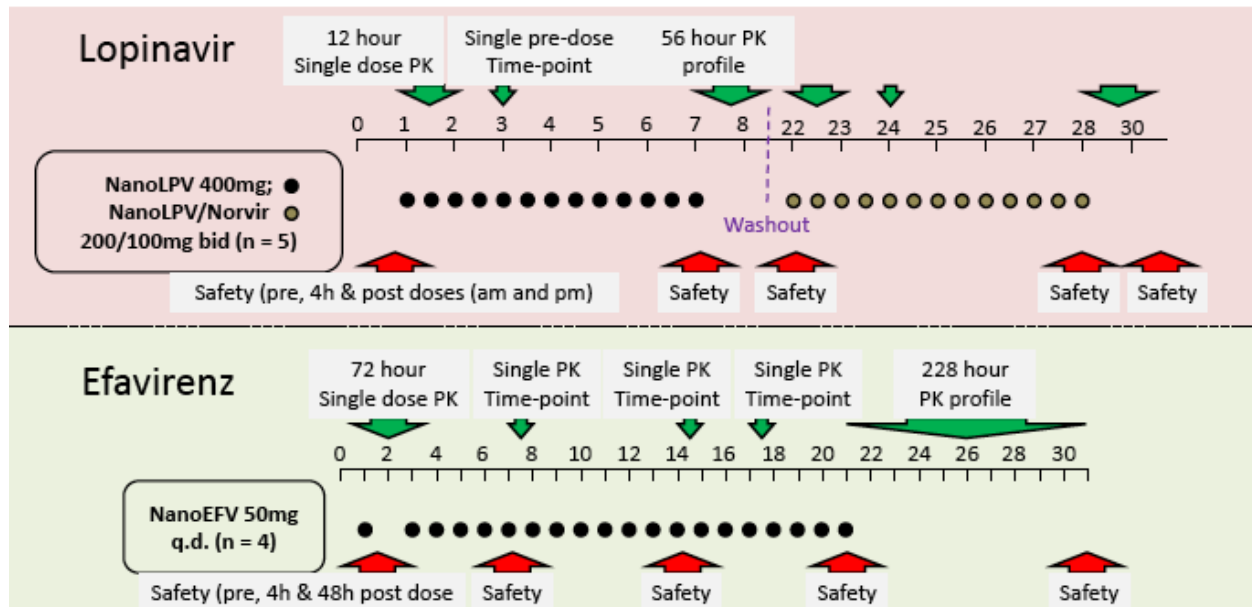 Lopinavir
12 hour
Single dose PK
Single pre-dose
Time-point
56 hour PK
profile
0 1 2 3 4 5 6 7 8 22 23 24 25 26 27 28 30
NanoLPV 400mg;
NanoLPV/Norvir
200/100mg bid (n = 5)
Washout
Safety (pre, 4h & post doses (am and pm)
Safety
Safety
Safety
Safety
Efavirenz
72 hour
Single dose PK
Single PK
Time-point
Single PK
Time-point
Single PK
Time-point
228 hour
PK profile
0 2 4 6 8 10 12 14 16 18 20 22 24 26 28 30
NanoEFV 50mg
q.d. (n = 4)
Safety (pre, 4h & 48h post dose
Safety
Safety
Safety
Safety